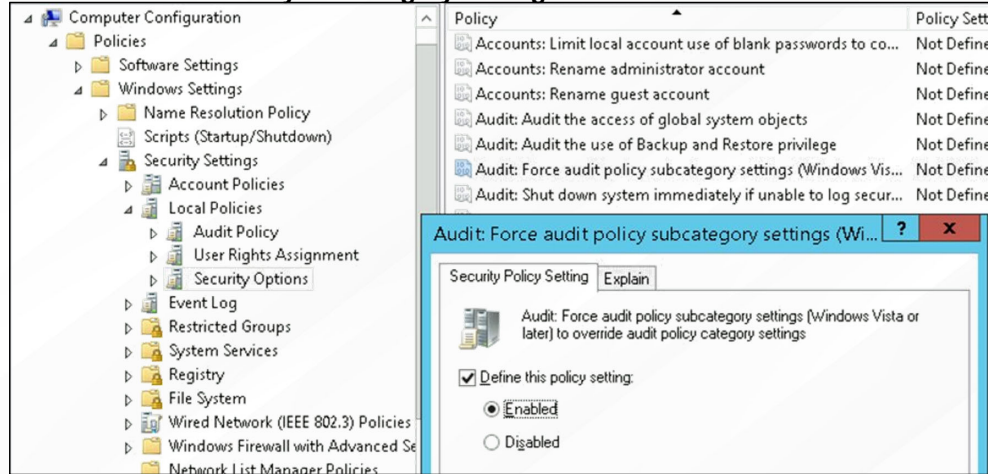 Computer Configuration
Policies
Software Settings
Windows Settings
Name Resolution Policy
Scripts (Startup/Shutdown)
Security Settings
Account Policies
Local Policies
Audit Policy
User Rights Assignment
Security Options
Event Log
Restricted Groups
System Services
Registry
File System
Wired Network (IEEE 802.3) Policies
Windows Firewall with Advanced Se
Network List Manager Policies
Policy Policy Sett
Accounts: Limit local account use of blank passwords to co... Not Define
Accounts: Rename administrator account Not Define
Accounts: Rename guest account Not Define
Audit: Audit the access of global system objects Not Define
Audit: Audit the use of Backup and Restore privilege Not Define
Audit: Force audit policy subcategory settings (Windows Vis... Not Define
Audit: Shut down system immediately if unable to log secur... Not Define
Audit: Force audit policy subcategory settings (Wi... ? x
Security Policy Setting Explain
Audit: Force audit policy subcategory settings (Windows Vista or
later) to override audit policy category settings
Define this policy setting:
Enabled
Disabled